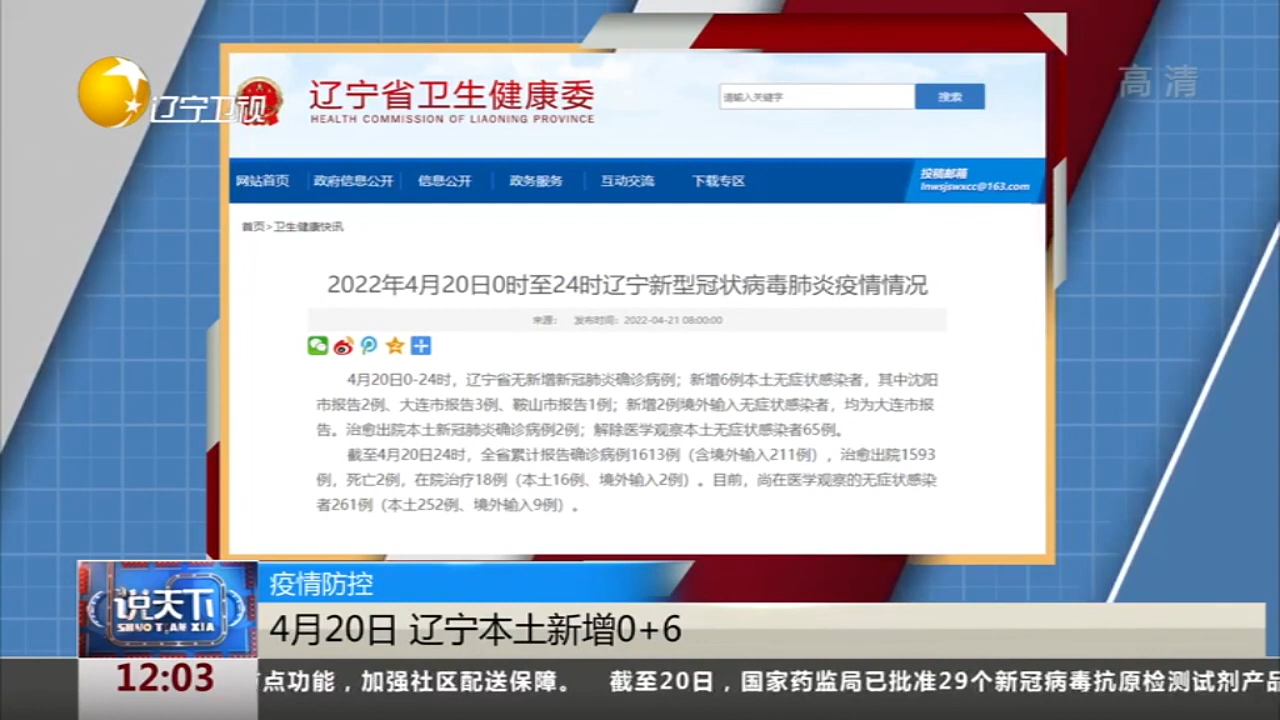 辽宁卫视
高清
辽宁省卫生健康委
HEALTH COMMISSION OF LIAONING PROVINCE
请输入关键字
搜索
网站首页 政府信息公开 信息公开 政务服务 互动交流 下载专区
投稿邮箱
lnwsjswxcc@163.com
首页>卫生健康快讯
2022年4月20日0时至24时辽宁新型冠状病毒肺炎疫情情况
来源： 发布时间：2022-04-21 08:00:00
4月20日0-24时，辽宁省无新增新冠肺炎确诊病例；新增6例本土无症状感染者，其中沈阳
市报告2例、大连市报告3例、鞍山市报告1例；新增2例境外输入无症状感染者，均为大连市报
告。治愈出院本土新冠肺炎确诊病例2例；解除医学观察本土无症状感染者65例。
截至4月20日24时，全省累计报告确诊病例1613例（含境外输入211例），治愈出院1593
例，死亡2例，在院治疗18例（本土16例、境外输入2例）。目前，尚在医学观察的无症状感染
者261例（本土252例、境外输入9例）。
疫情防控
说天下
SHUO TIAN XIA
4月20日 辽宁本土新增0+6
12:03
点功能，加强社区配送保障。 截至20日，国家药监局已批准29个新冠病毒抗原检测试剂产品